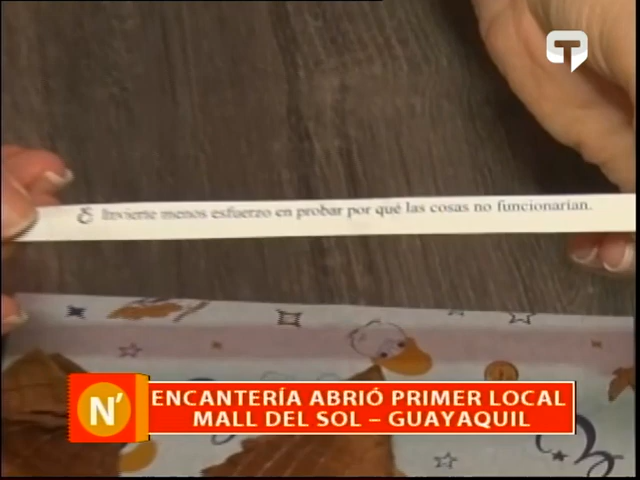 Invierte menos esfuerzo en probar por qué las cosas no funcionarían.
N'
ENCANTERÍA ABRIÓ PRIMER LOCAL
MALL DEL SOL – GUAYAQUIL